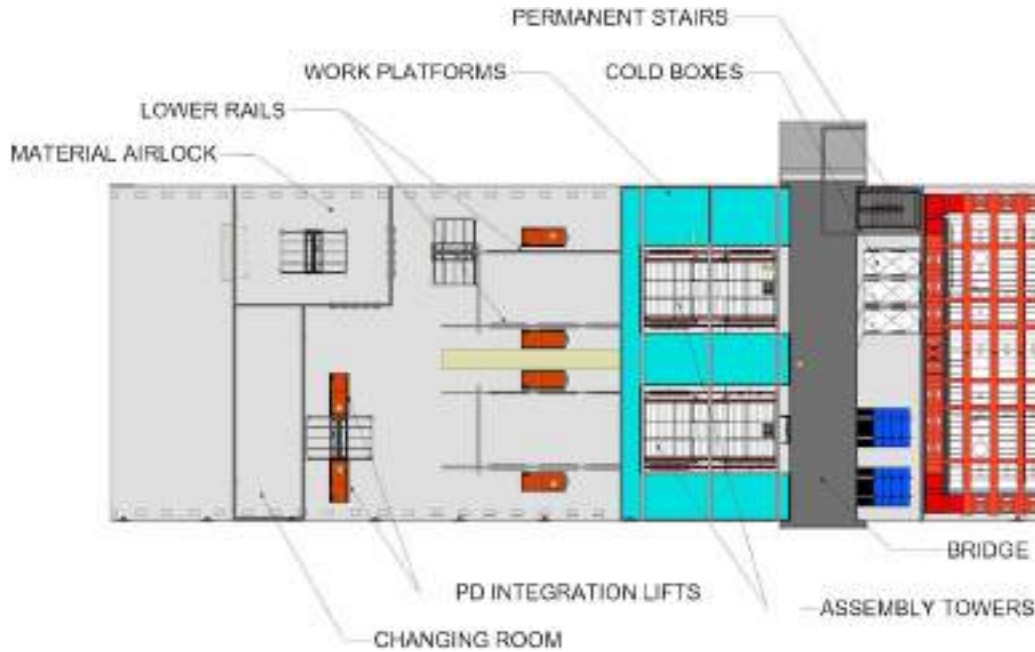 PERMANENT STAIRS
WORK PLATFORMS
COLD BOXES
LOWER RAILS
MATERIAL AIRLOCK
BRIDGE
PD INTEGRATION LIFTS
ASSEMBLY TOWERS
CHANGING ROOM